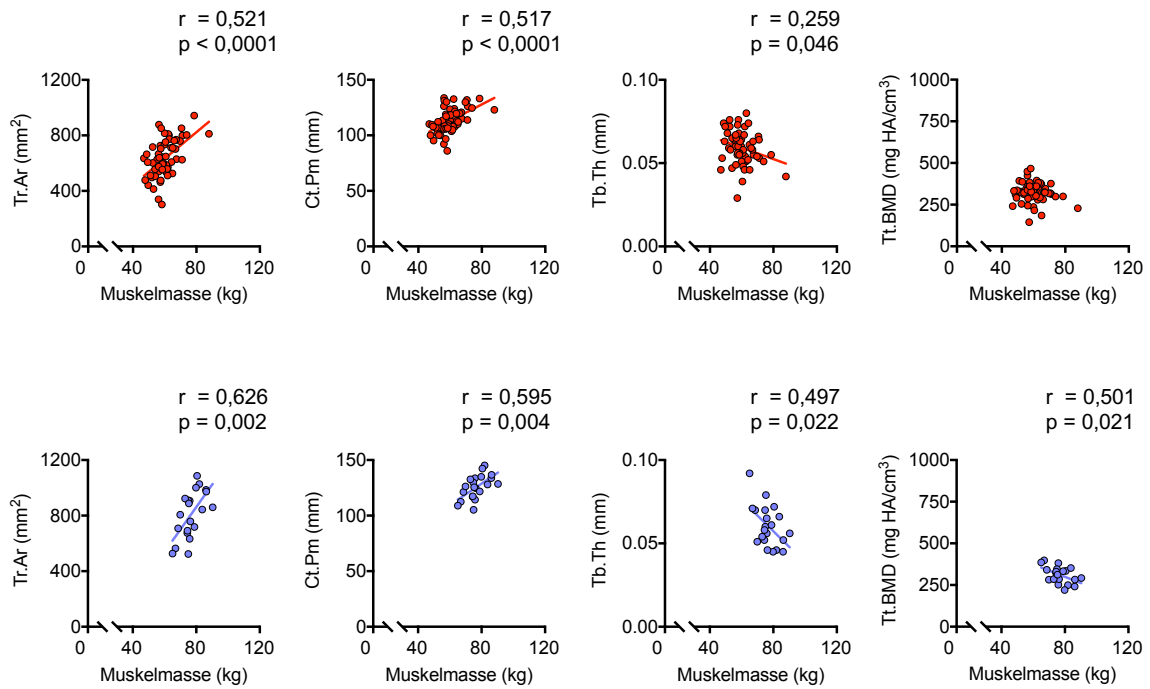 r = 0,521
p < 0,0001
Tr.Ar (mm²)
1200
800
400
0
0 40 80 120
Muskelmasse (kg)
r = 0,517
p < 0,0001
Ct.Pm (mm)
150
100
50
0
0 40 80 120
Muskelmasse (kg)
r = 0,259
p = 0,046
Tb.Th (mm)
0.10
0.05
0.00
0 40 80 120
Muskelmasse (kg)
Tt.BMD (mg HA/cm³)
1000
750
500
250
0
0 40 80 120
Muskelmasse (kg)
r = 0,626
p = 0,002
Tr.Ar (mm²)
1200
800
400
0
0 40 80 120
Muskelmasse (kg)
r = 0,595
p = 0,004
Ct.Pm (mm)
150
100
50
0
0 40 80 120
Muskelmasse (kg)
r = 0,497
p = 0,022
Tb.Th (mm)
0.10
0.05
0.00
0 40 80 120
Muskelmasse (kg)
r = 0,501
p = 0,021
Tt.BMD (mg HA/cm³)
1000
750
500
250
0
0 40 80 120
Muskelmasse (kg)